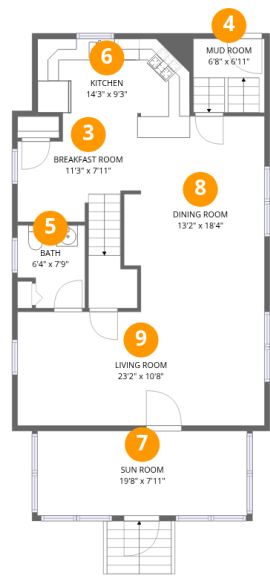 4
MUD ROOM
6'8" x 6'11"
6
KITCHEN
14'3" x 9'3"
3
BREAKFAST ROOM
11'3" x 7'11"
8
DINING ROOM
13'2" x 18'4"
5
BATH
6'4" x 7'9"
9
LIVING ROOM
23'2" x 10'8"
7
SUN ROOM
19'8" x 7'11"